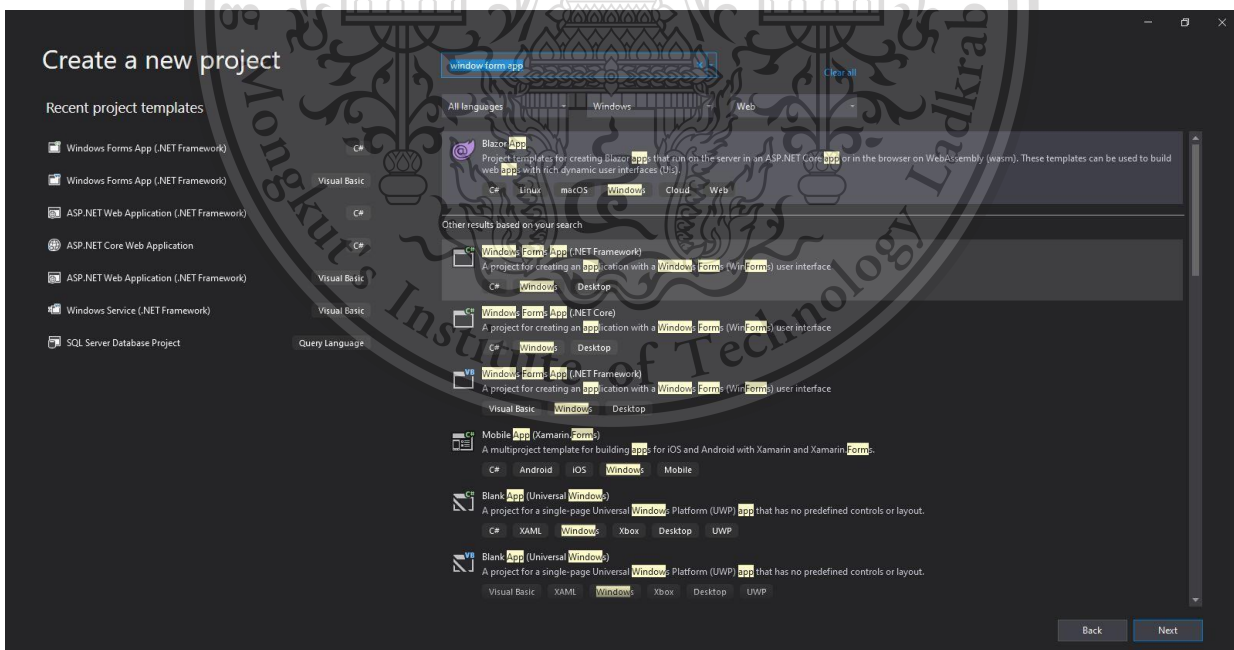 Create a new project
Recent project templates
Windows Forms App (.NET Framework) C#
Windows Forms App (.NET Framework) Visual Basic
ASP.NET Web Application (.NET Framework) C#
ASP.NET Core Web Application C#
ASP.NET Web Application (.NET Framework) Visual Basic
Windows Service (.NET Framework) Visual Basic
SQL Server Database Project Query Language
window form app
Clear all
All languages Windows Web
Blazor App
Project templates for creating Blazor apps that run on the server in an ASP.NET Core app or in the browser on WebAssembly (wasm). These templates can be used to build
web apps with rich dynamic user interfaces (UIs).
C# Linux macOS Windows Cloud Web
Other results based on your search
Windows Forms App (.NET Framework)
A project for creating an application with a Windows Forms (WinForms) user interface
C# Windows Desktop
Windows Forms App (.NET Core)
A project for creating an application with a Windows Forms (WinForms) user interface
C# Windows Desktop
Windows Forms App (.NET Framework)
A project for creating an application with a Windows Forms (WinForms) user interface
Visual Basic Windows Desktop
Mobile App (Xamarin.Forms)
A multiproject template for building apps for iOS and Android with Xamarin and Xamarin.Forms.
C# Android iOS Windows Mobile
Blank App (Universal Windows)
A project for a single-page Universal Windows Platform (UWP) app that has no predefined controls or layout.
C# XAML Windows Xbox Desktop UWP
Blank App (Universal Windows)
A project for a single-page Universal Windows Platform (UWP) app that has no predefined controls or layout.
Visual Basic XAML Windows Xbox Desktop UWP
Back Next
Mongkut's Institute of Technology Ladkrab